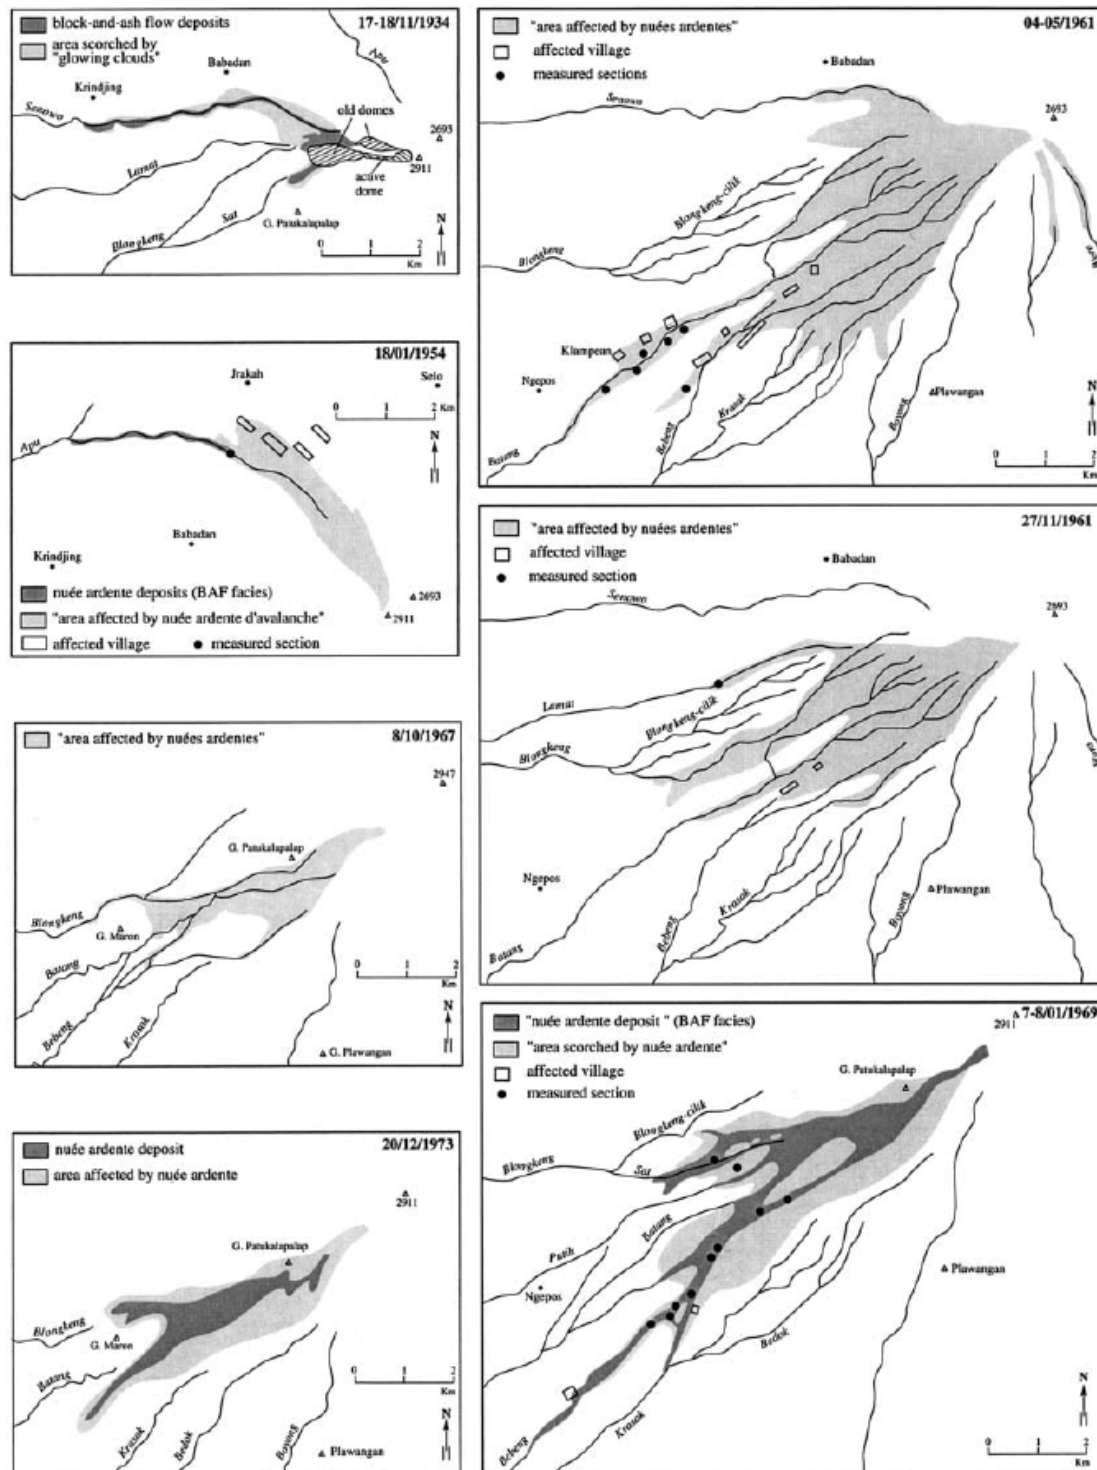 17-18/11/1934
block-and-ash flow deposits
area scorched by
"glowing clouds"
Babadan
Krindjing
Apu
Senowo
old domes
2693
2911
Lamat
active
dome
Sat
G. Patukalapalap
Blongkeng
N
0 1 2
Km
04-05/1961
"area affected by nuées ardentes"
affected village
measured sections
Babadan
Senowo
2693
Blongkeng-cilik
Blongkeng
Klampean
Ngepos
Krasak
Plawangan
Boyong
Bebeng
Batang
N
0 1 2
Km
18/01/1954
Jrakah
Selo
0 1 2 Km
N
Apu
Babadan
Krindjing
nuée ardente deposits (BAF facies)
2693
"area affected by nuée ardente d'avalanche"
2911
affected village
measured section
27/11/1961
"area affected by nuées ardentes"
affected village
measured section
Babadan
Senowo
2693
Lamat
Blongkeng-cilik
Blongkeng
Ngepos
Krasak
Plawangan
Boyong
Bebeng
Batang
8/10/1967
"area affected by nuées ardentes"
2947
G. Patukalapalap
Blongkeng
G. Maron
Batang
Bebeng
Krasak
G. Plawangan
0 1 2
Km
N
7-8/01/1969
"nuée ardente deposit " (BAF facies)
2911
"area scorched by nuée ardente"
affected village
measured section
G. Patukalapalap
Blongkeng-cilik
Blongkeng
Sat
Batang
Putih
Ngepos
Plawangan
Bedok
Krasak
Bebeng
N
0 1 2
Km
20/12/1973
nuée ardente deposit
area affected by nuée ardente
2911
G. Patukalapalap
Blongkeng
G. Maron
Batang
0 1 2
Km
Krasak
Bedok
Boyong
Plawangan
N